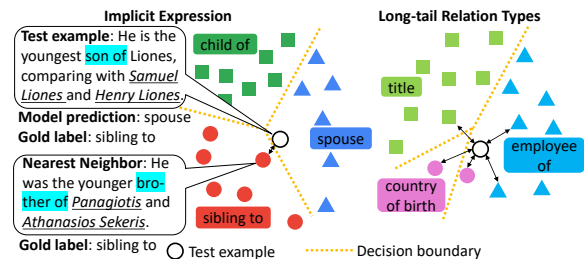 Implicit Expression
Test example: He is the
youngest son of Liones,
comparing with Samuel
Liones and Henry Liones.
Model prediction: spouse
Gold label: sibling to
Nearest Neighbor: He
was the younger bro-
ther of Panagiotis and
Athanasios Sekeris.
Gold label: sibling to
child of
spouse
sibling to
Long-tail Relation Types
title
employee
of
country
of birth
Test example
Decision boundary